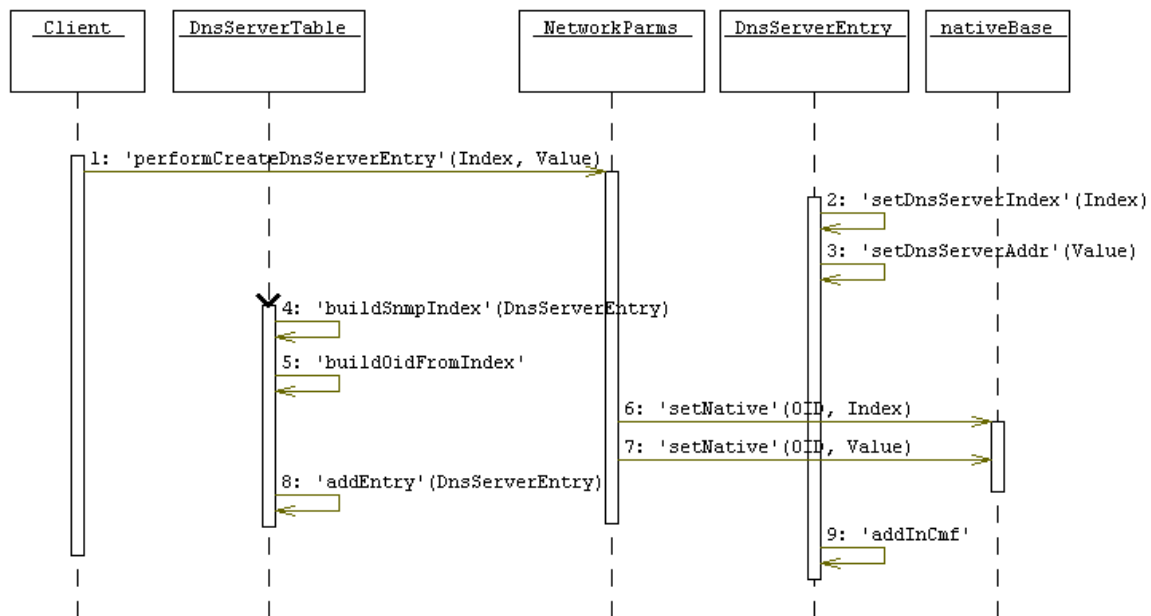 Client
DnsServerTable
NetworkParms
DnsServerEntry
nativeBase
1: 'performCreateDnsServerEntry'(Index, Value)
2: 'setDnsServerIndex'(Index)
3: 'setDnsServerAddr'(Value)
4: 'buildSnmpIndex'(DnsServerEntry)
5: 'buildOidFromIndex'
6: 'setNative'(OID, Index)
7: 'setNative'(OID, Value)
8: 'addEntry'(DnsServerEntry)
9: 'addInCmf'